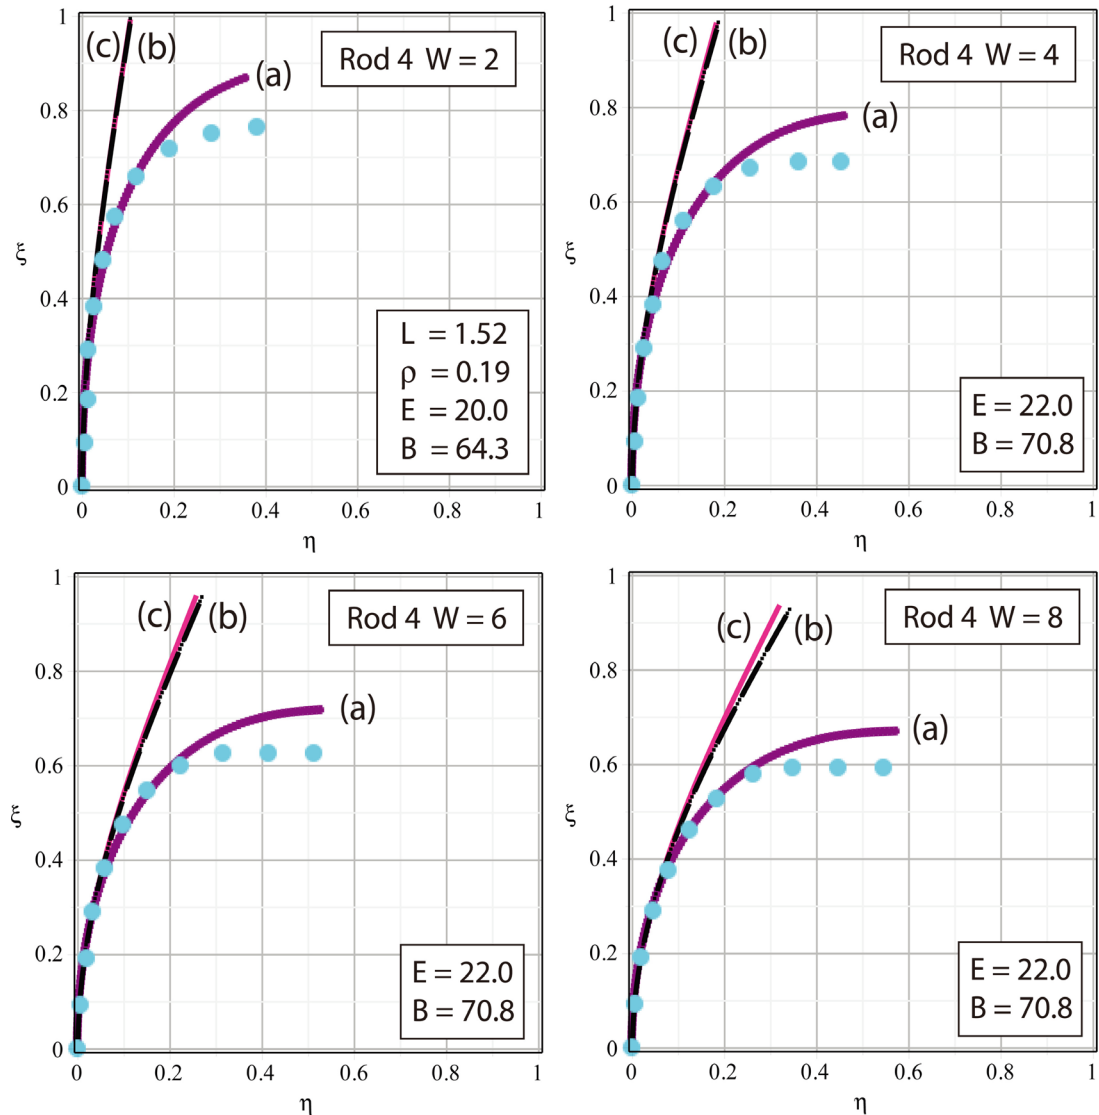 1
(c) (b)
Rod 4 W = 2
(a)
0.8
0.6
ξ
0.4
L = 1.52
ρ = 0.19
E = 20.0
B = 64.3
0.2
0
0 0.2 0.4 0.6 0.8 1
η
1
(c) (b)
Rod 4 W = 4
(a)
0.8
0.6
ξ
0.4
E = 22.0
B = 70.8
0.2
0
0 0.2 0.4 0.6 0.8 1
η
1
(c) (b)
Rod 4 W = 6
0.8
(a)
0.6
ξ
0.4
0.2
E = 22.0
B = 70.8
0
0 0.2 0.4 0.6 0.8 1
η
1
(c) (b)
Rod 4 W = 8
0.8
(a)
0.6
ξ
0.4
0.2
E = 22.0
B = 70.8
0
0 0.2 0.4 0.6 0.8 1
η